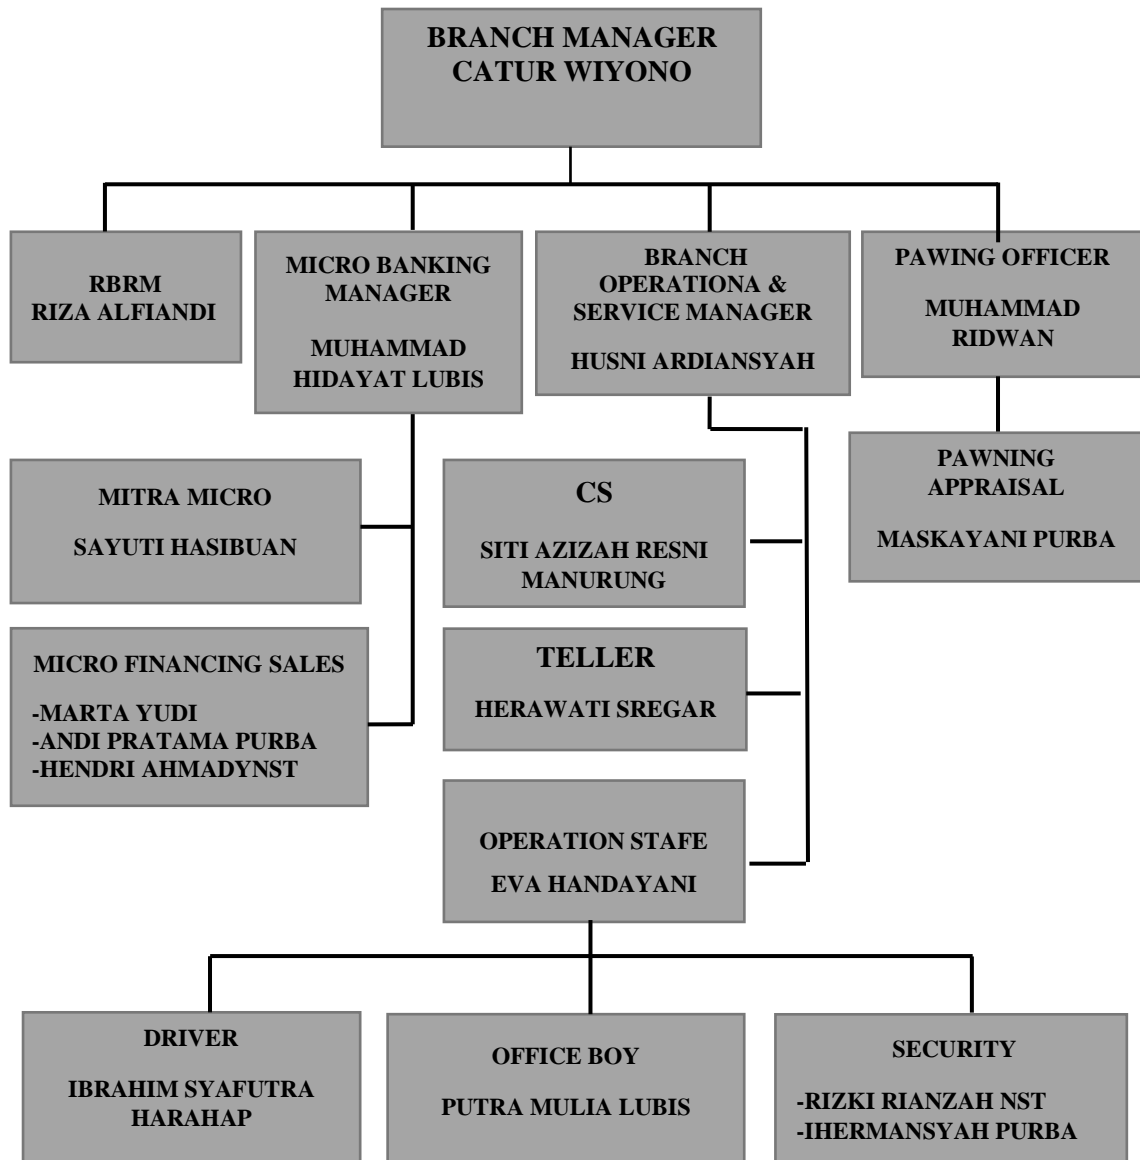 BRANCH MANAGER
CATUR WIYONO
RBRM
RIZA ALFIANDI
MICRO BANKING
MANAGER
MUHAMMAD
HIDAYAT LUBIS
BRANCH
OPERATIONA &
SERVICE MANAGER
HUSNI ARDIANSYAH
PAWING OFFICER
MUHAMMAD
RIDWAN
MITRA MICRO
SAYUTI HASIBUAN
CS
SITI AZIZAH RESNI
MANURUNG
PAWNING
APPRAISAL
MASKAYANI PURBA
MICRO FINANCING SALES
-MARTA YUDI
-ANDI PRATAMA PURBA
-HENDRI AHMADYNST
TELLER
HERAWATI SREGAR
OPERATION STAFE
EVA HANDAYANI
DRIVER
IBRAHIM SYAFUTRA
HARAHAP
OFFICE BOY
PUTRA MULIA LUBIS
SECURITY
-RIZKI RIANZAH NST
-IHERMANSYAH PURBA